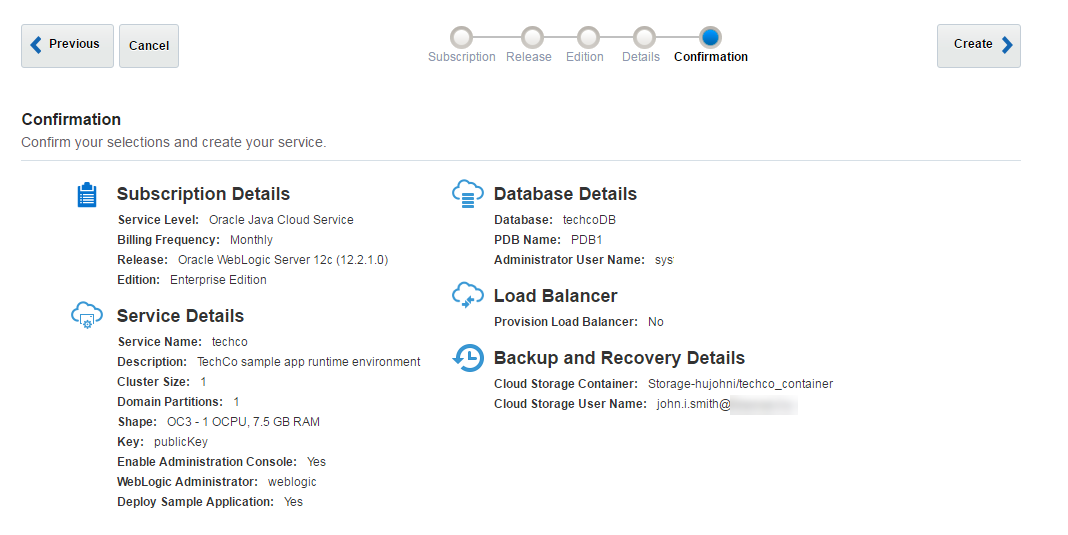 Previous
Cancel
Subscription Release Edition Details Confirmation
Create
Confirmation
Confirm your selections and create your service.
Subscription Details
Service Level: Oracle Java Cloud Service
Billing Frequency: Monthly
Release: Oracle WebLogic Server 12c (12.2.1.0)
Edition: Enterprise Edition
Service Details
Service Name: techco
Description: TechCo sample app runtime environment
Cluster Size: 1
Domain Partitions: 1
Shape: OC3 - 1 OCPU, 7.5 GB RAM
Key: publicKey
Enable Administration Console: Yes
WebLogic Administrator: weblogic
Deploy Sample Application: Yes
Database Details
Database: techcoDB
PDB Name: PDB1
Administrator User Name: sys
Load Balancer
Provision Load Balancer: No
Backup and Recovery Details
Cloud Storage Container: Storage-hujohni/techco_container
Cloud Storage User Name: john.i.smith@